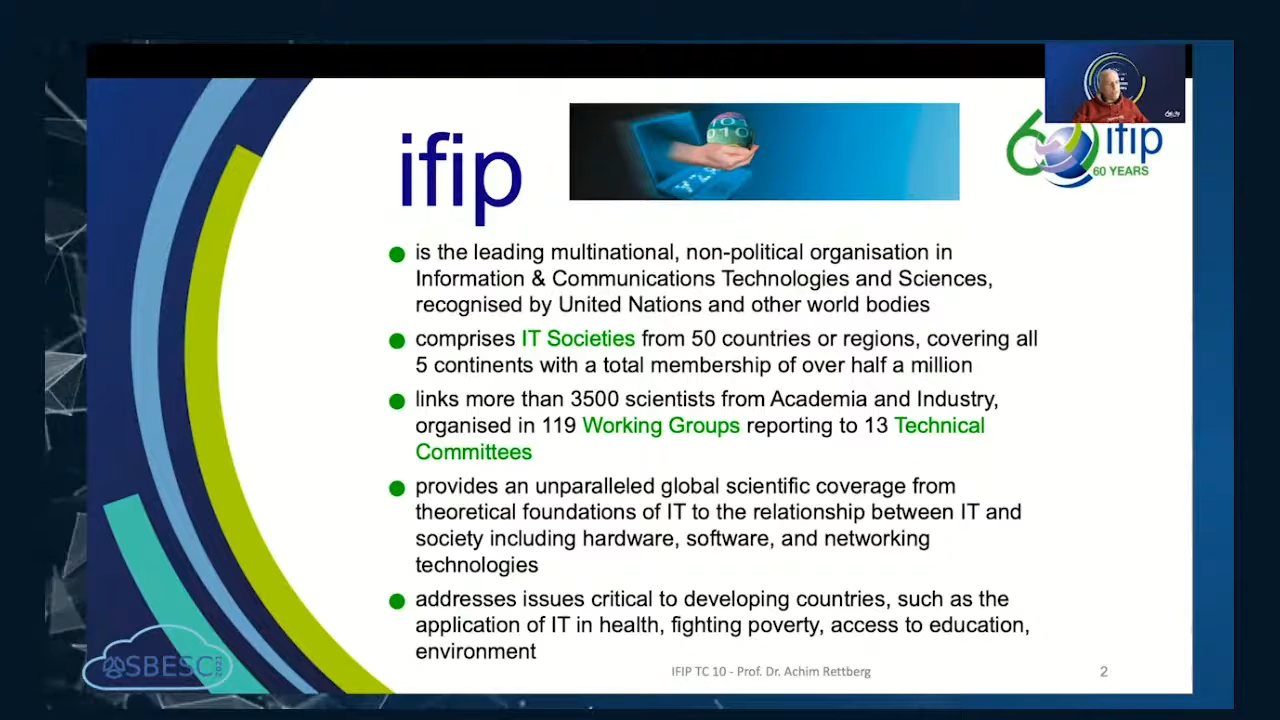 ifip
ifip
60 YEARS
is the leading multinational, non-political organisation in
Information & Communications Technologies and Sciences,
recognised by United Nations and other world bodies
comprises IT Societies from 50 countries or regions, covering all
5 continents with a total membership of over half a million
links more than 3500 scientists from Academia and Industry,
organised in 119 Working Groups reporting to 13 Technical
Committees
provides an unparalleled global scientific coverage from
theoretical foundations of IT to the relationship between IT and
society including hardware, software, and networking
technologies
addresses issues critical to developing countries, such as the
application of IT in health, fighting poverty, access to education,
environment
SBESC
IFIP TC 10 - Prof. Dr. Achim Rettberg
2